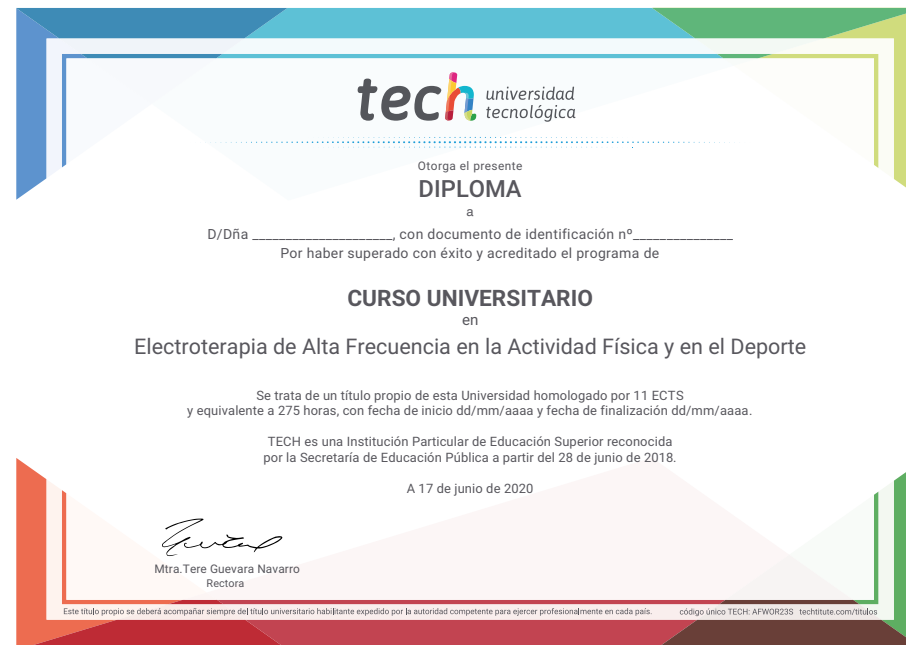 tech universidad
tecnológica
Otorga el presente
DIPLOMA
a
D/Dña ______________________, con documento de identificación nº________________
Por haber superado con éxito y acreditado el programa de
CURSO UNIVERSITARIO
en
Electroterapia de Alta Frecuencia en la Actividad Física y en el Deporte
Se trata de un título propio de esta Universidad homologado por 11 ECTS
y equivalente a 275 horas, con fecha de inicio dd/mm/aaaa y fecha de finalización dd/mm/aaaa.
TECH es una Institución Particular de Educación Superior reconocida
por la Secretaría de Educación Pública a partir del 28 de junio de 2018.
A 17 de junio de 2020
Mtra.Tere Guevara Navarro
Rectora
Este título propio se deberá acompañar siempre del título universitario habilitante expedido por la autoridad competente para ejercer profesionalmente en cada país. código único TECH: AFWOR23S techtitute.com/titulos